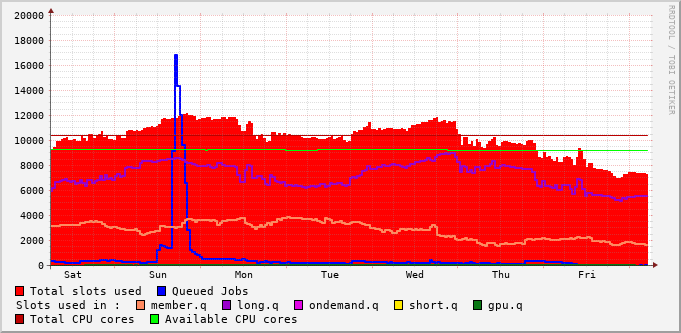 20000
18000
16000
14000
12000
10000
8000
6000
4000
2000
0
Sat Sun Mon Tue Wed Thu Fri
RRDTOOL / TOBI OETIKER
Total slots used Queued Jobs
Slots used in : member.q long.q ondemand.q short.q gpu.q
Total CPU cores Available CPU cores